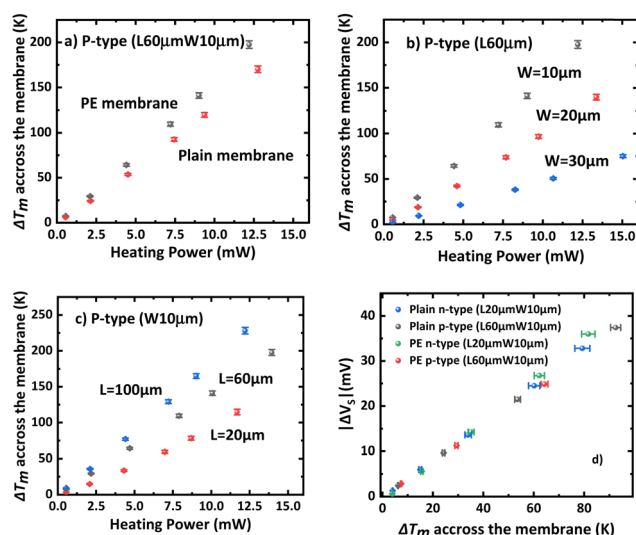 a) P-type (L60µmW10µm)
PE membrane
Plain membrane
ΔTm accross the membrane (K)
200
150
100
50
0
0.0 2.5 5.0 7.5 10.0 12.5 15.0
Heating Power (mW)
b) P-type (L60µm)
W=10µm
W=20µm
W=30µm
ΔTm accross the membrane (K)
200
150
100
50
0
0.0 2.5 5.0 7.5 10.0 12.5 15.0
Heating Power (mW)
c) P-type (W10µm)
L=100µm
L=60µm
L=20µm
ΔTm accross the membrane (K)
250
200
150
100
50
0
0.0 2.5 5.0 7.5 10.0 12.5 15.0
Heating Power (mW)
Plain n-type (L20µmW10µm)
Plain p-type (L60µmW10µm)
PE n-type (L20µmW10µm)
PE p-type (L60µmW10µm)
d)
|ΔVs| (mV)
40
30
20
10
0
0 20 40 60 80
ΔTm accross the membrane (K)